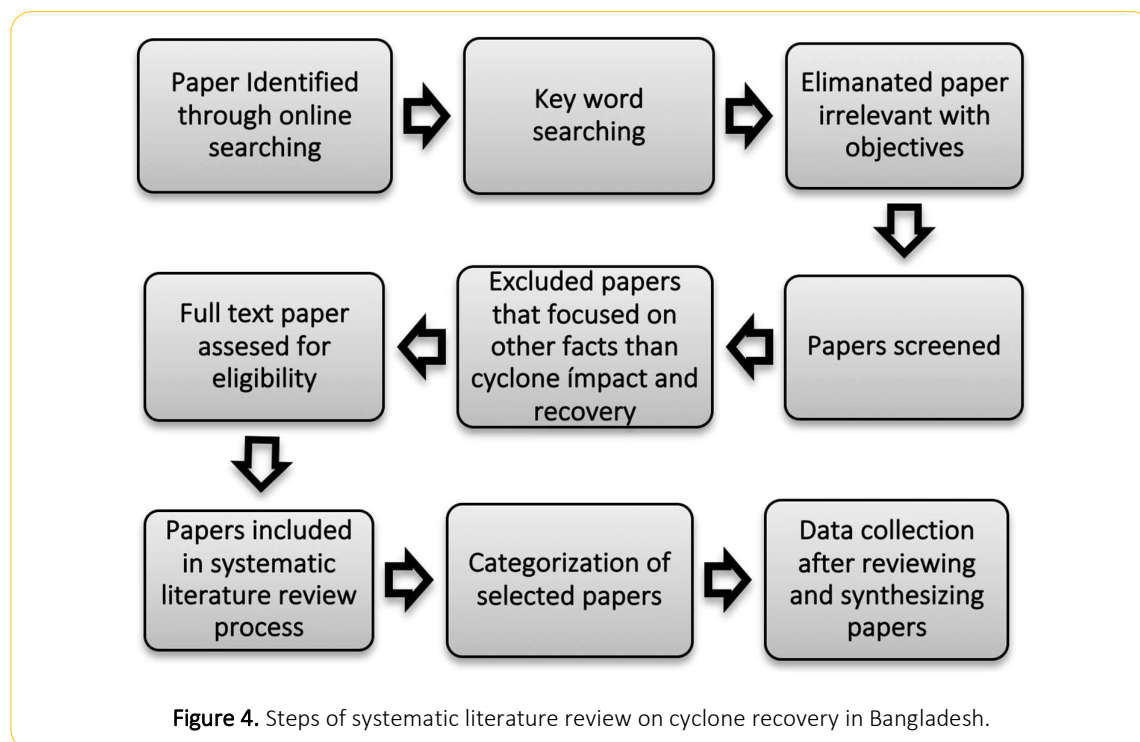 Paper Identified
through online
searching
Key word
searching
Elimanated paper
irrelevant with
objectives
Papers screened
Excluded papers
that focused on
other facts than
cyclone ímpact and
recovery
Full text paper
assesed for
eligibility
Papers included
in systematic
literature review
process
Categorization of
selected papers
Data collection
after reviewing
and synthesizing
papers
Figure 4. Steps of systematic literature review on cyclone recovery in Bangladesh.